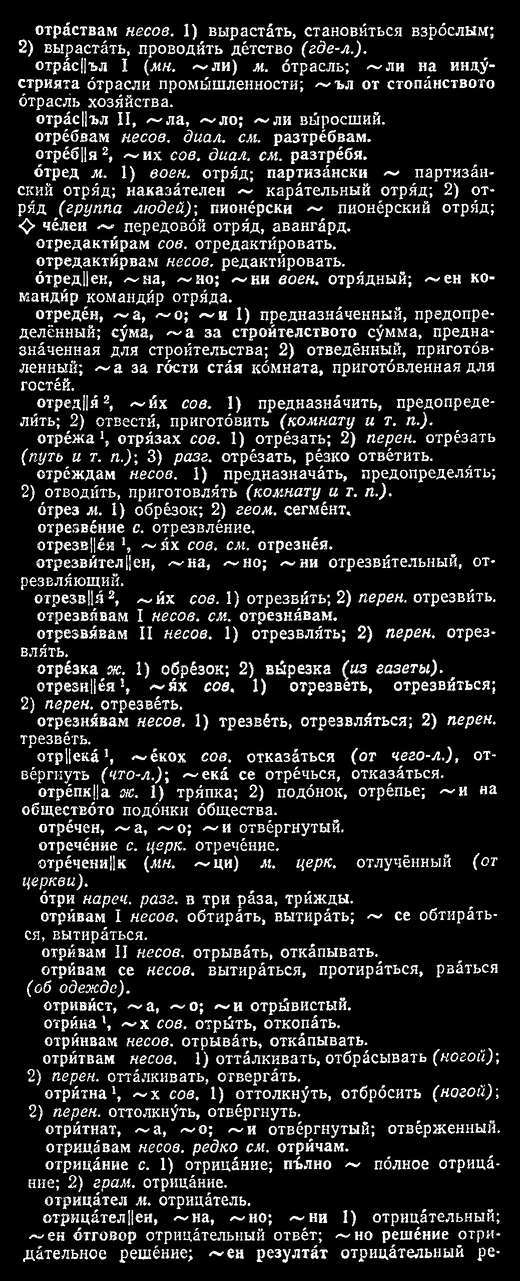 отра́ствам несов. 1) выраста́ть, станови́ться взро́слым;
2) выраста́ть, проводи́ть де́тство (где-л.).
отра́с||ъл I (мн. ~ли) м. о́трасль; ~ли на инду́-
стрията о́трасли промы́шленности; ~ъл от стопа́нството
о́трасль хозя́йства.
отра́с||ъл II, ~ла, ~ло; ~ли вы́росший.
отре́бвам несов. диал. см. разтре́бвам.
отре́б||я ², ~их сов. диал. см. разтре́бя.
о́тред м. 1) воен. отря́д; партиза́нски ~ партиза́н-
ский отря́д; наказа́телен ~ кара́тельный отря́д; 2) от-
ря́д (группа людей); пионе́рски ~ пионе́рский отря́д;
◇ че́лен ~ передово́й отря́д, аванга́рд.
отредакти́рам сов. отредакти́ровать.
отредакти́рвам несов. редакти́ровать.
о́тред||ен, ~на, ~но; ~ни воен. отря́дный; ~ен ко-
манди́р команди́р отря́да.
отреде́н, ~а, ~о; ~и 1) предназна́ченный, предопре-
делённый; су́ма, ~а за строи́телството су́мма, предна-
зна́ченная для строи́тельства; 2) отведённый, пригото́в-
ленный; ~а за го́сти ста́я ко́мната, пригото́вленная для
госте́й.
отред||я́ ², ~и́х сов. 1) предназна́чить, предопреде-
ли́ть; 2) отвести́, пригото́вить (комнату и т. п.).
отре́жа ¹, отря́зах сов. 1) отре́зать; 2) перен. отре́зать
(путь и т. п.); 3) разг. отре́зать, ре́зко отве́тить.
отре́ждам несов. 1) предназнача́ть, предопределя́ть;
2) отводи́ть, приготовля́ть (комнату и т. п.).
о́трез м. 1) обре́зок; 2) геом. сегме́нт.
отрезве́ние с. отрезвле́ние.
отрезв||е́я ¹, ~я́х сов. см. отрезне́я.
отрезви́тел||ен, ~на, ~но; ~ни отрезви́тельный, от-
резвля́ющий.
отрезв||я́ ², ~и́х сов. 1) отрезви́ть; 2) перен. отрезви́ть.
отрезвя́вам I несов. см. отрезня́вам.
отрезвя́вам II несов. 1) отрезвля́ть; 2) перен. отрез-
вля́ть.
отре́зка ж. 1) обре́зок; 2) вы́резка (из газеты).
отрезн||е́я ¹, ~я́х сов. 1) отрезве́ть, отрезви́ться;
2) перен. отрезве́ть.
отрезня́вам несов. 1) трезве́ть, отрезвля́ться; 2) перен.
трезве́ть.
отр||ека́ ¹, ~е́кох сов. отказа́ться (от чего-л.), от-
ве́ргнуть (что-л.); ~ека́ се отре́чься, отказа́ться.
отре́пк||а ж. 1) тря́пка; 2) подо́нок, отре́пье; ~и на
общество́то подо́нки о́бщества.
отре́чен, ~а, ~о; ~и отве́ргнутый.
отрече́ние с. церк. отрече́ние.
отре́чени||к (мн. ~ци) м. церк. отлучённый (от
церкви).
о́три нареч. разг. в три ра́за, три́жды.
отри́вам I несов. обтира́ть, вытира́ть; ~ се обтира́ть-
ся, вытира́ться.
отри́вам II несов. отрыва́ть, отка́пывать.
отри́вам се несов. вытира́ться, протира́ться, рва́ться
(об одежде).
отриви́ст, ~а, ~о; ~и отры́вистый.
отри́на ¹, ~х сов. отры́ть, откопа́ть.
отри́нвам несов. отрыва́ть, отка́пывать.
отри́твам несов. 1) отта́лкивать, отбра́сывать (ногой);
2) перен. отта́лкивать, отверга́ть.
отри́тна ¹, ~х сов. 1) оттолкну́ть, отбро́сить (ногой);
2) перен. оттолкну́ть, отве́ргнуть.
отри́тнат, ~а, ~о; ~и отве́ргнутый; отве́рженный.
отрица́вам несов. редко см. отри́чам.
отрица́ние с. 1) отрица́ние; пъ́лно ~ по́лное отрица́-
ние; 2) грам. отрица́ние.
отрица́тел м. отрица́тель.
отрица́тел||ен, ~на, ~но; ~ни 1) отрица́тельный;
~ен о́тговор отрица́тельный отве́т; ~но реше́ние отри-
ца́тельное реше́ние; ~ен резулта́т отрица́тельный ре-